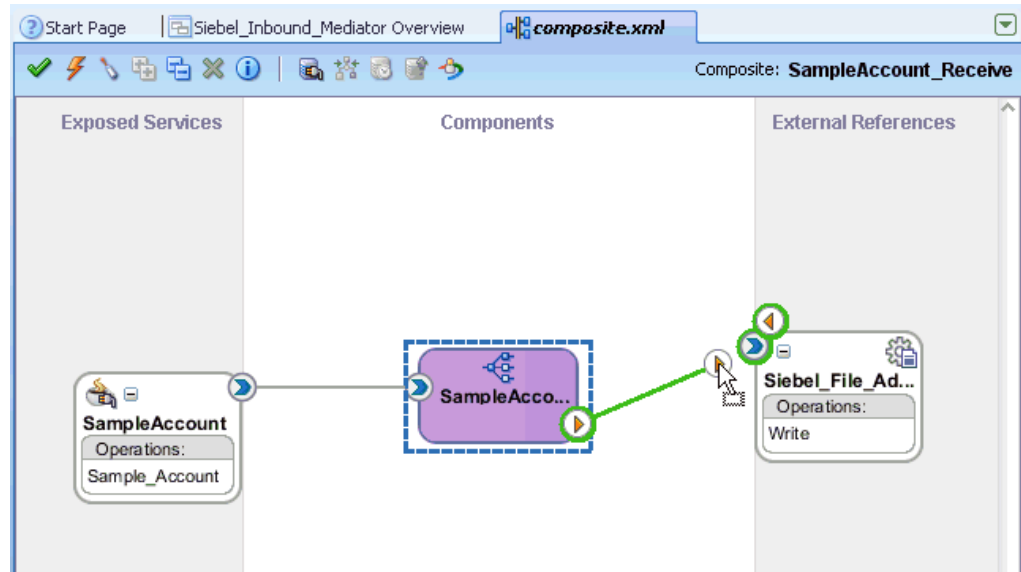 Start Page
Siebel_Inbound_Mediator Overview
composite.xml
Composite: SampleAccount_Receive
Exposed Services
Components
External References
SampleAccount
Operations:
Sample_Account
SampleAcco...
Siebel_File_Ad...
Operations:
Write